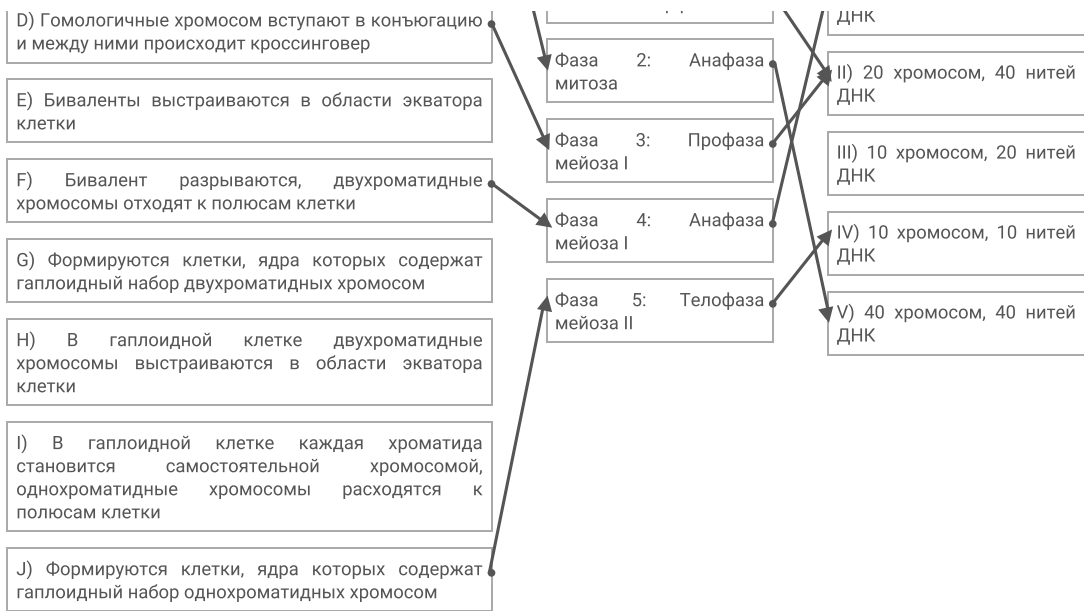 D) Гомологичные хромосом вступают в конъюгацию
и между ними происходит кроссинговер
E) Биваленты выстраиваются в области экватора
клетки
F) Бивалент разрываются, двухроматидные
хромосомы отходят к полюсам клетки
G) Формируются клетки, ядра которых содержат
гаплоидный набор двухроматидных хромосом
H) В гаплоидной клетке двухроматидные
хромосомы выстраиваются в области экватора
клетки
I) В гаплоидной клетке каждая хроматида
становится самостоятельной хромосомой,
однохроматидные хромосомы расходятся к
полюсам клетки
J) Формируются клетки, ядра которых содержат
гаплоидный набор однохроматидных хромосом
Фаза 2: Анафаза
митоза
Фаза 3: Профаза
мейоза I
Фаза 4: Анафаза
мейоза I
Фаза 5: Телофаза
мейоза II
ДНК
II) 20 хромосом, 40 нитей
ДНК
III) 10 хромосом, 20 нитей
ДНК
IV) 10 хромосом, 10 нитей
ДНК
V) 40 хромосом, 40 нитей
ДНК